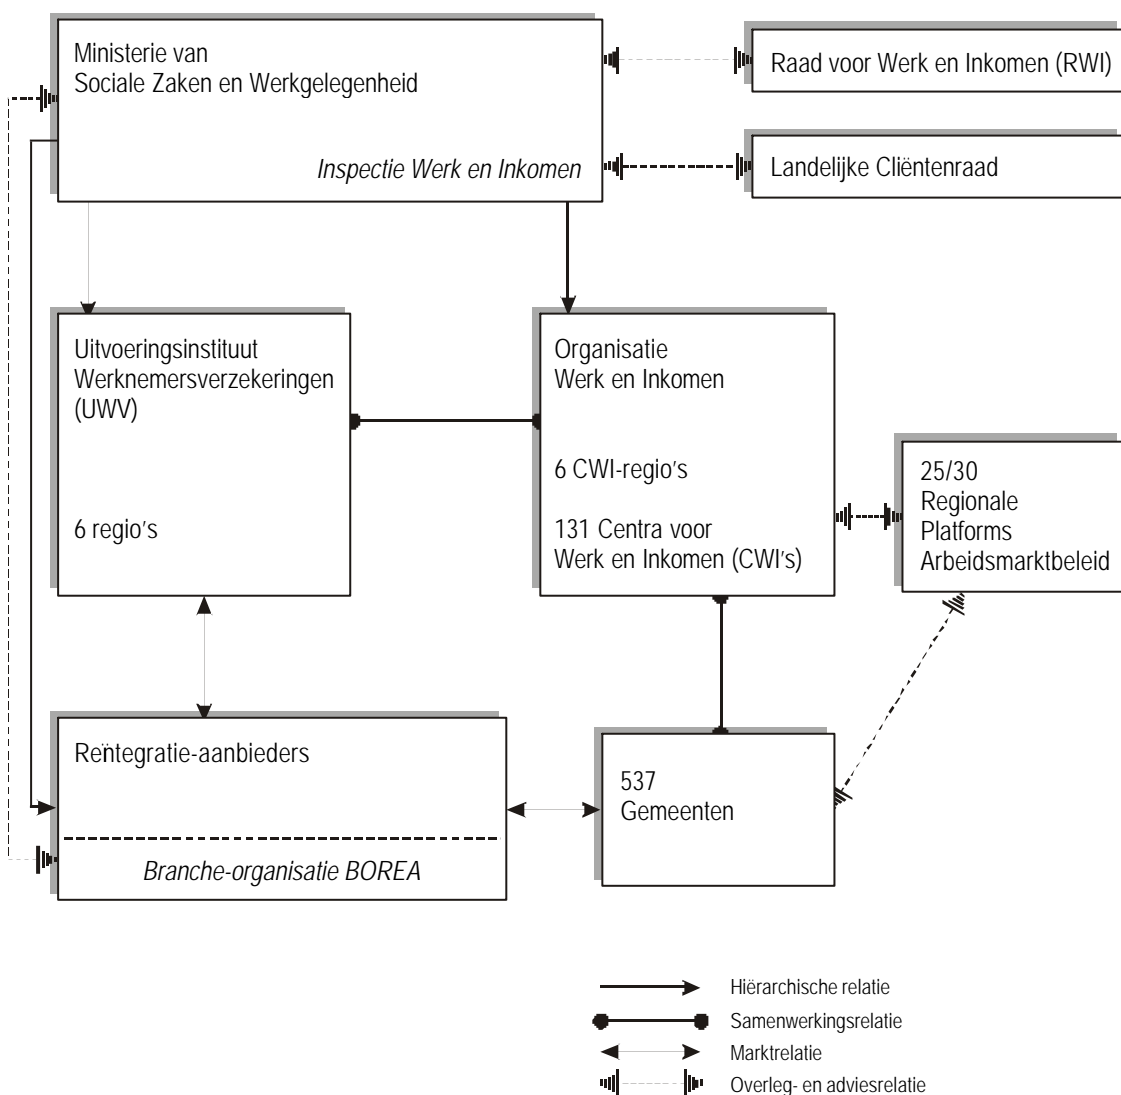 Ministerie van
Sociale Zaken en Werkgelegenheid
Inspectie Werk en Inkomen
Raad voor Werk en Inkomen (RWI)
Landelijke Cliëntenraad
Uitvoeringsinstituut
Werknemersverzekeringen
(UWV)
6 regio's
Organisatie
Werk en Inkomen
6 CWI-regio's
131 Centra voor
Werk en Inkomen (CWI's)
25/30
Regionale
Platforms
Arbeidsmarktbeleid
Reïntegratie-aanbieders
Branche-organisatie BOREA
537
Gemeenten
Hiërarchische relatie
Samenwerkingsrelatie
Marktrelatie
Overleg- en adviesrelatie